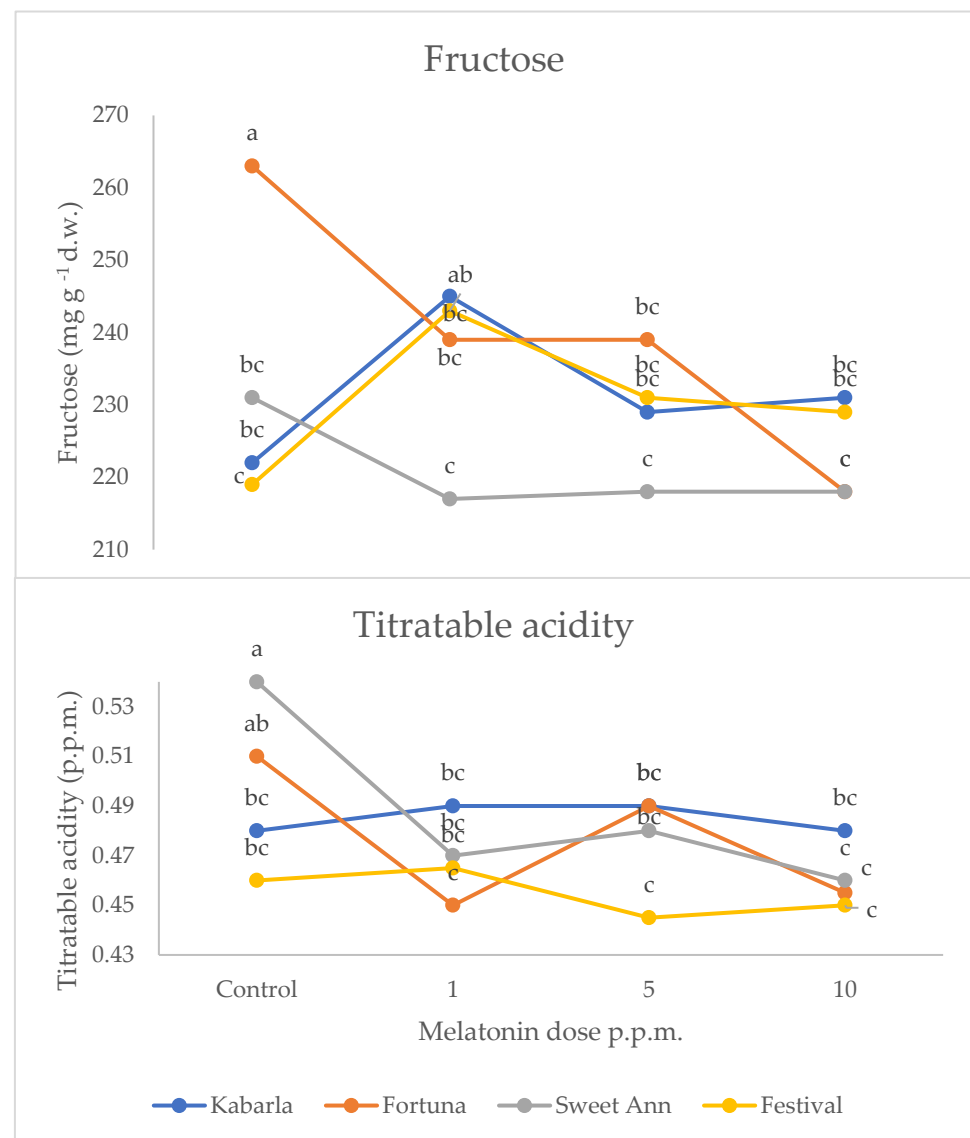 Fructose
270
a
260
Fructose (mg g -1 d.w.)
250
ab
bc
bc
240
bc
bc
bc
bc
bc
bc
230
bc
bc
220
c
c
c
c
210
Titratable acidity
a
0.53
Titratable acidity (p.p.m.)
ab
0.51
bc
bc
bc
bc
0.49
bc
bc
bc
bc
0.47
bc
c
c
c
c
0.45
c
0.43
Control 1 5 10
Melatonin dose p.p.m.
Kabarla Fortuna Sweet Ann Festival